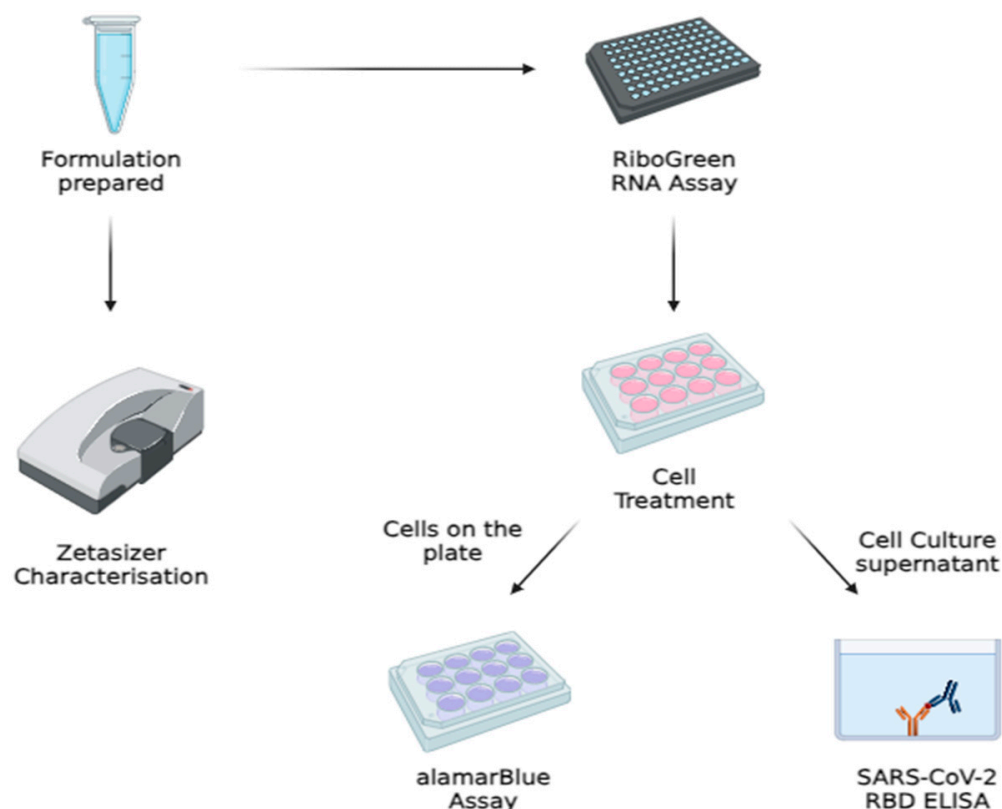 Formulation
prepared
RiboGreen
RNA Assay
Zetasizer
Characterisation
Cell
Treatment
Cells on the
plate
Cell Culture
supernatant
alamarBlue
Assay
SARS-CoV-2
RBD ELISA